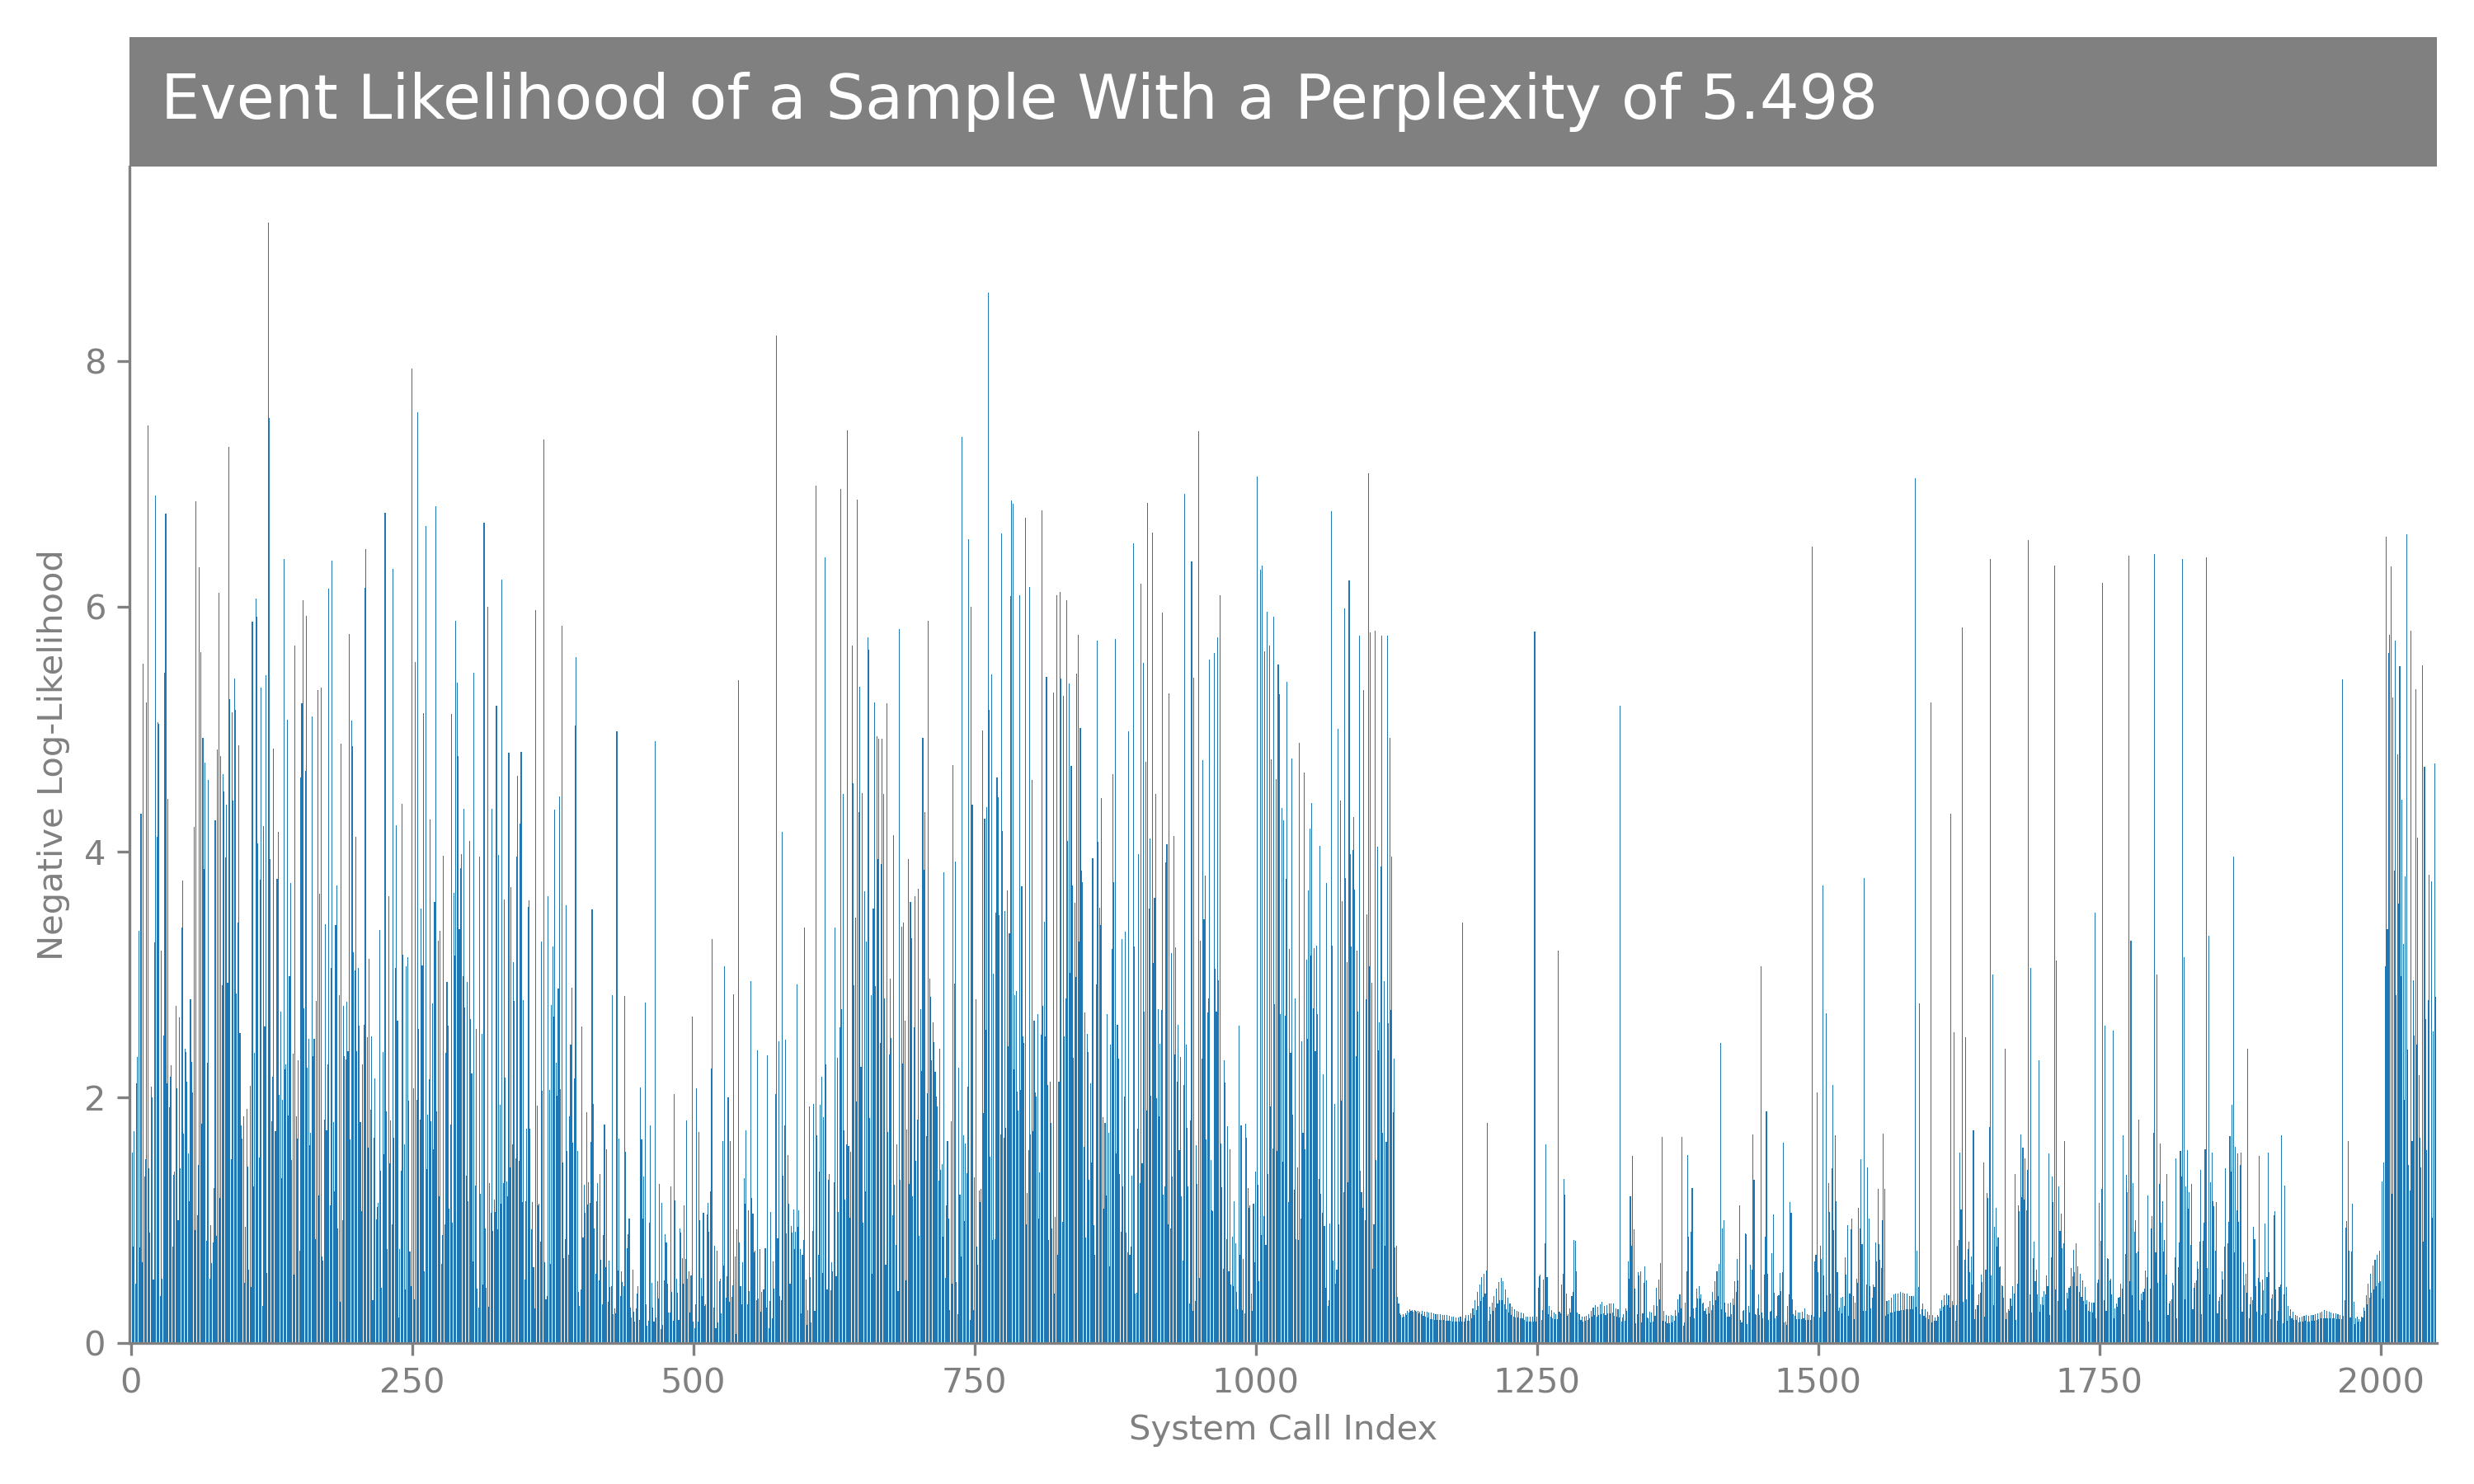 Event Likelihood of a Sample With a Perplexity of 5.498
Negative Log-Likelihood
8
6
4
2
0
0 250 500 750 1000 1250 1500 1750 2000
System Call Index